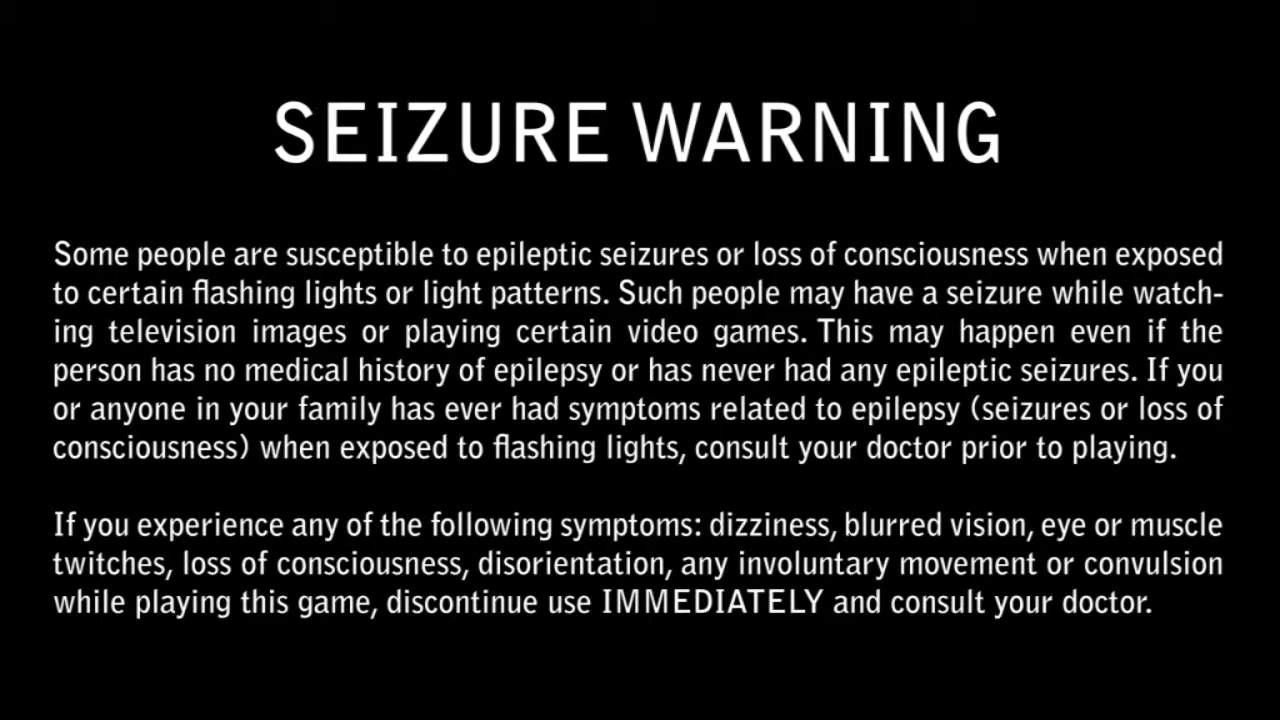 SEIZURE WARNING
Some people are susceptible to epileptic seizures or loss of consciousness when exposed
to certain flashing lights or light patterns. Such people may have a seizure while watch-
ing television images or playing certain video games. This may happen even if the
person has no medical history of epilepsy or has never had any epileptic seizures. If you
or anyone in your family has ever had symptoms related to epilepsy (seizures or loss of
consciousness) when exposed to flashing lights, consult your doctor prior to playing.
If you experience any of the following symptoms: dizziness, blurred vision, eye or muscle
twitches, loss of consciousness, disorientation, any involuntary movement or convulsion
while playing this game, discontinue use IMMEDIATELY and consult your doctor.